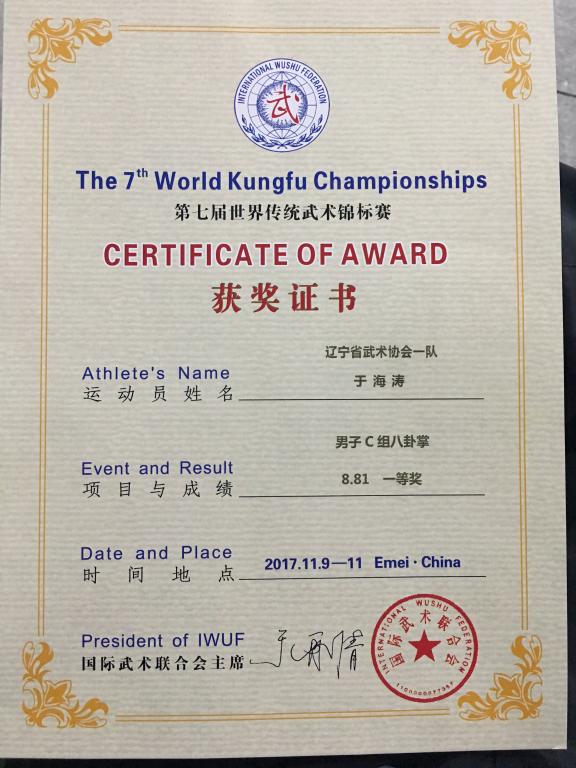 INTERNATIONAL WUSHU FEDERATION
武
The 7th World Kungfu Championships
第七届世界传统武术锦标赛
CERTIFICATE OF AWARD
获奖证书
辽宁省武术协会一队
Athlete's Name
运动员姓名 于海涛
男子C组八卦掌
Event and Result
项目与成绩 8.81 一等奖
Date and Place
时间地点 2017.11.9—11 Emei·China
President of IWUF
国际武术联合会主席
INTERNATIONAL WUSHU FEDERATION
国际武术联合会